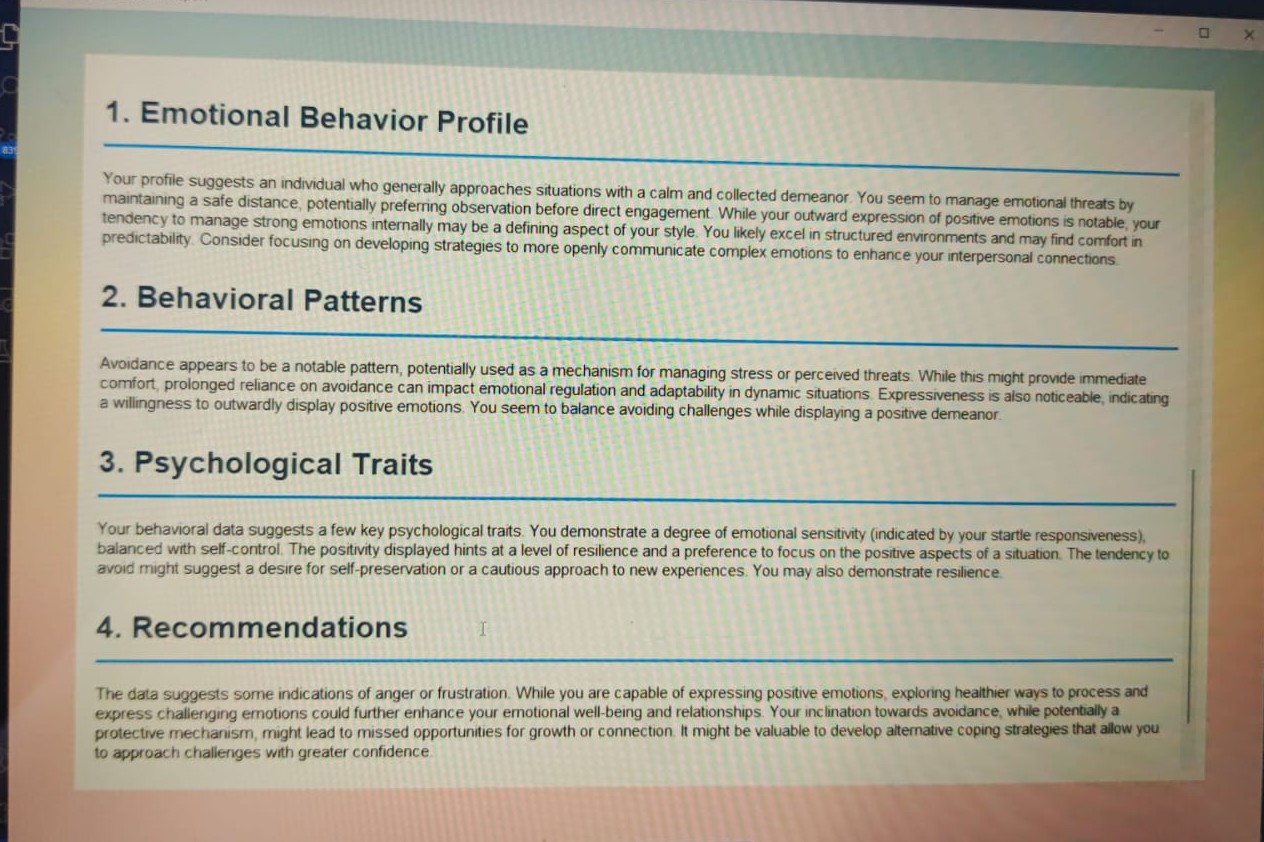 1. Emotional Behavior Profile
Your profile suggests an individual who generally approaches situations with a calm and collected demeanor. You seem to manage emotional threats by
maintaining a safe distance, potentially preferring observation before direct engagement. While your outward expression of positive emotions is notable, your
tendency to manage strong emotions internally may be a defining aspect of your style. You likely excel in structured environments and may find comfort in
predictability. Consider focusing on developing strategies to more openly communicate complex emotions to enhance your interpersonal connections.
2. Behavioral Patterns
Avoidance appears to be a notable pattern, potentially used as a mechanism for managing stress or perceived threats. While this might provide immediate
comfort, prolonged reliance on avoidance can impact emotional regulation and adaptability in dynamic situations. Expressiveness is also noticeable, indicating
a willingness to outwardly display positive emotions. You seem to balance avoiding challenges while displaying a positive demeanor.
3. Psychological Traits
Your behavioral data suggests a few key psychological traits. You demonstrate a degree of emotional sensitivity (indicated by your startle responsiveness),
balanced with self-control. The positivity displayed hints at a level of resilience and a preference to focus on the positive aspects of a situation. The tendency to
avoid might suggest a desire for self-preservation or a cautious approach to new experiences. You may also demonstrate resilience.
4. Recommendations
The data suggests some indications of anger or frustration. While you are capable of expressing positive emotions, exploring healthier ways to process and
express challenging emotions could further enhance your emotional well-being and relationships. Your inclination towards avoidance, while potentially a
protective mechanism, might lead to missed opportunities for growth or connection. It might be valuable to develop alternative coping strategies that allow you
to approach challenges with greater confidence.